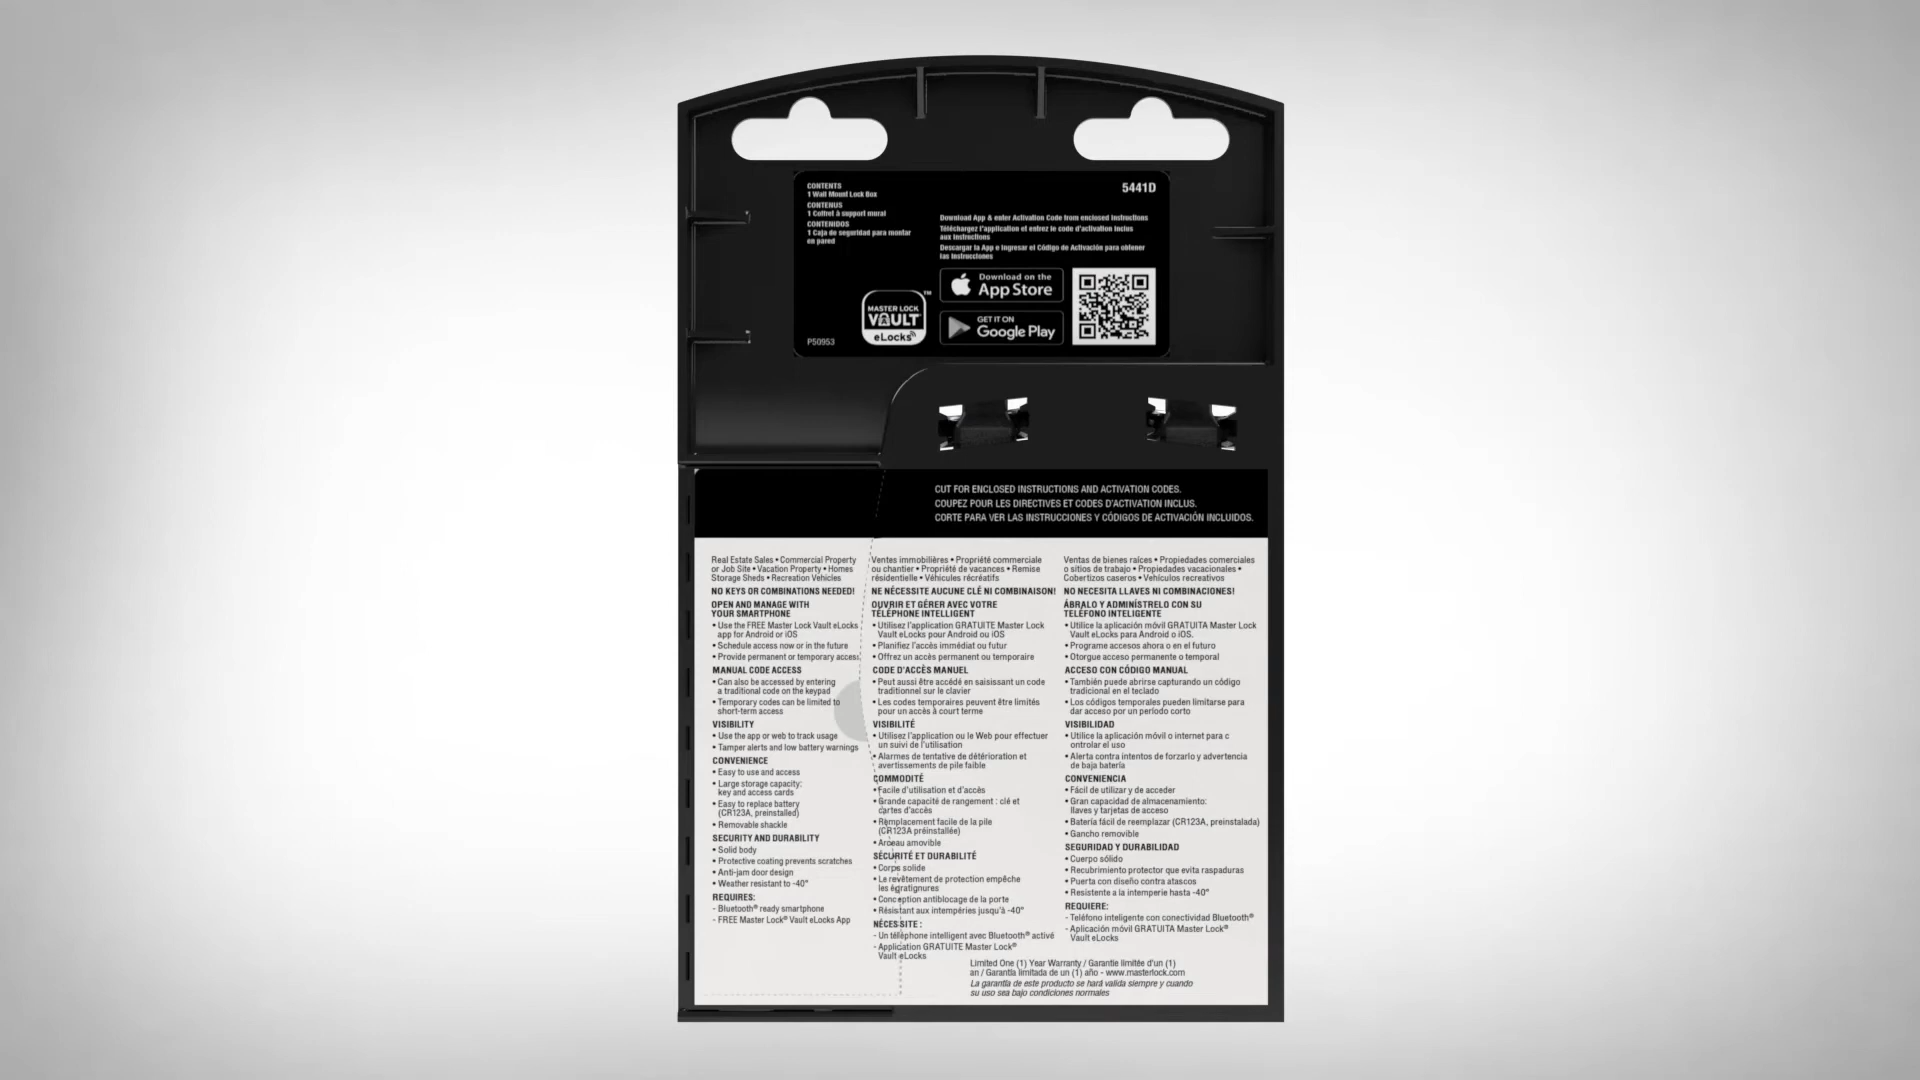 CONTENTS
1 Wall Mount Lock Box
CONTENUS
1 Coffret à support mural
CONTENIDOS
1 Caja de seguridad para montar
en pared
5441D
Download App & enter Activation Code from enclosed Instructions
Téléchargez l'application et entrez le code d'activation inclus
aux instructions
Descargar la App e ingresar el Código de Activación para obtener
las instrucciones
MASTER LOCK
VAULT
eLocks
TM
Download on the
App Store
GET IT ON
Google Play
P50953
CUT FOR ENCLOSED INSTRUCTIONS AND ACTIVATION CODES.
COUPEZ POUR LES DIRECTIVES ET CODES D'ACTIVATION INCLUS.
CORTE PARA VER LAS INSTRUCCIONES Y CÓDIGOS DE ACTIVACIÓN INCLUIDOS.
Real Estate Sales • Commercial Property
or Job Site • Vacation Property • Homes
Storage Sheds • Recreation Vehicles
NO KEYS OR COMBINATIONS NEEDED!
OPEN AND MANAGE WITH
YOUR SMARTPHONE
• Use the FREE Master Lock Vault eLocks
app for Android or iOS
• Schedule access now or in the future
• Provide permanent or temporary access
MANUAL CODE ACCESS
• Can also be accessed by entering
a traditional code on the keypad
• Temporary codes can be limited to
short-term access
VISIBILITY
• Use the app or web to track usage
• Tamper alerts and low battery warnings
CONVENIENCE
• Easy to use and access
• Large storage capacity:
key and access cards
• Easy to replace battery
(CR123A, preinstalled)
• Removable shackle
SECURITY AND DURABILITY
• Solid body
• Protective coating prevents scratches
• Anti-jam door design
• Weather resistant to -40°
REQUIRES:
- Bluetooth® ready smartphone
- FREE Master Lock® Vault eLocks App
Ventes immobilières • Propriété commerciale
ou chantier • Propriété de vacances • Remise
résidentielle • Véhicules récréatifs
NE NÉCESSITE AUCUNE CLÉ NI COMBINAISON!
OUVRIR ET GÉRER AVEC VOTRE
TÉLÉPHONE INTELLIGENT
• Utilisez l'application GRATUITE Master Lock
Vault eLocks pour Android ou iOS
• Planifiez l'accès immédiat ou futur
• Offrez un accès permanent ou temporaire
CODE D'ACCÈS MANUEL
• Peut aussi être accédé en saisissant un code
traditionnel sur le clavier
• Les codes temporaires peuvent être limités
pour un accès à court terme
VISIBILITÉ
• Utilisez l'application ou le Web pour effectuer
un suivi de l'utilisation
• Alarmes de tentative de détérioration et
avertissements de pile faible
COMMODITÉ
• Facile d'utilisation et d'accès
• Grande capacité de rangement : clé et
cartes d'accès
• Remplacement facile de la pile
(CR123A préinstallée)
• Anneau amovible
SÉCURITÉ ET DURABILITÉ
• Corps solide
• Le revêtement de protection empêche
les égratignures
• Conception antiblocage de la porte
• Résistant aux intempéries jusqu'à -40°
NÉCESSITE :
- Un téléphone intelligent avec Bluetooth® activé
- Application GRATUITE Master Lock®
Vault eLocks
Ventas de bienes raíces • Propiedades comerciales
o sitios de trabajo • Propiedades vacacionales •
Cobertizos caseros • Vehículos recreativos
NO NECESITA LLAVES NI COMBINACIONES!
ÁBRALO Y ADMINÍSTRELO CON SU
TELÉFONO INTELIGENTE
• Utilice la aplicación móvil GRATUITA Master Lock
Vault eLocks para Android o iOS.
• Programe accesos ahora o en el futuro
• Otorgue acceso permanente o temporal
ACCESO CON CÓDIGO MANUAL
• También puede abrirse capturando un código
tradicional en el teclado
• Los códigos temporales pueden limitarse para
dar acceso por un período corto
VISIBILIDAD
• Utilice la aplicación móvil o internet para c
ontrolar el uso
• Alerta contra intentos de forzarlo y advertencia
de baja batería
CONVENIENCIA
• Fácil de utilizar y de acceder
• Gran capacidad de almacenamiento:
llaves y tarjetas de acceso
• Batería fácil de reemplazar (CR123A, preinstalada)
• Gancho removible
SEGURIDAD Y DURABILIDAD
• Cuerpo sólido
• Recubrimiento protector que evita raspaduras
• Puerta con diseño contra atascos
• Resistente a la intemperie hasta -40°
REQUIERE:
- Teléfono inteligente con conectividad Bluetooth®
- Aplicación móvil GRATUITA Master Lock®
Vault eLocks
Limited One (1) Year Warranty / Garantie limitée d'un (1)
an / Garantía limitada de un (1) año - www.masterlock.com
La garantía de este producto se hará valida siempre y cuando
su uso sea bajo condiciones normales